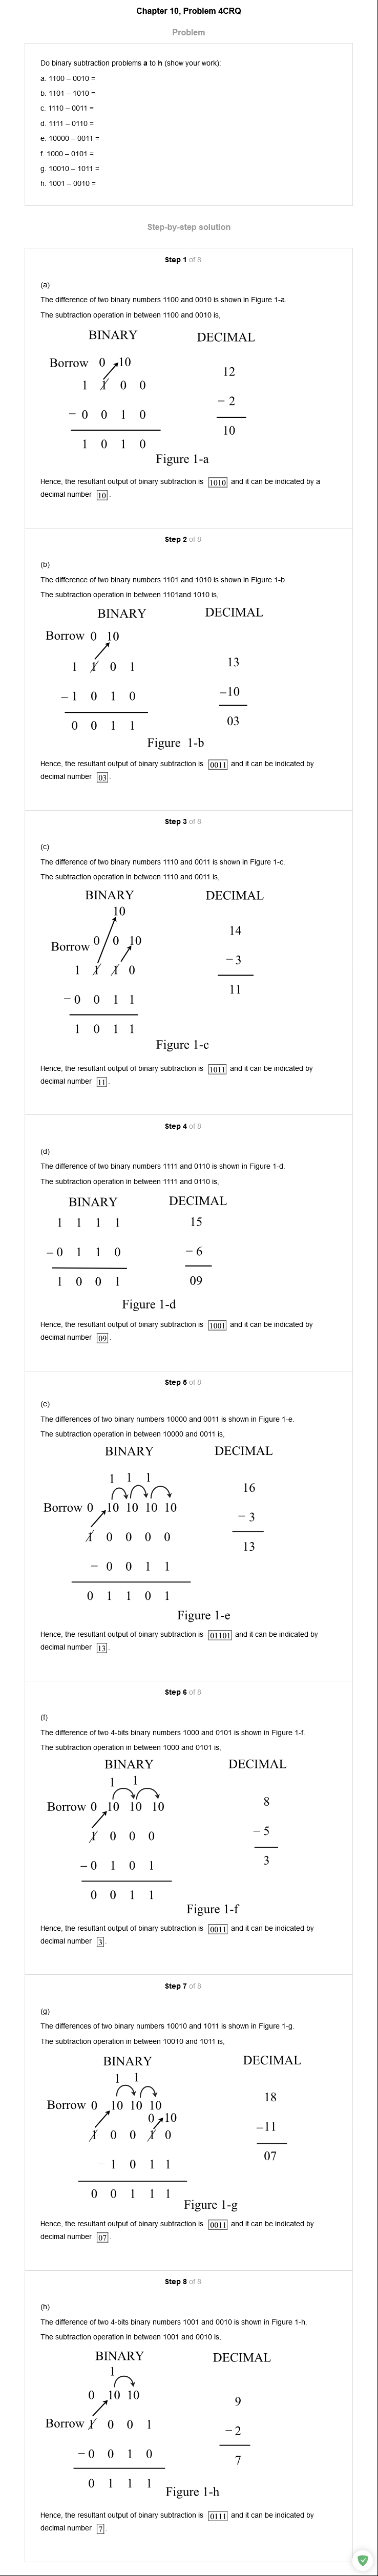 Chapter 10, Problem 4CRQ
Problem
Do binary subtraction problems a to h (show your work):
a. 1100 – 0010 =
b. 1101 – 1010 =
c. 1110 – 0011 =
d. 1111 – 0110 =
e. 10000 – 0011 =
f. 1000 – 0101 =
g. 10010 – 1011 =
h. 1001 – 0010 =
Step-by-step solution
Step 1 of 8
(a)
The difference of two binary numbers 1100 and 0010 is shown in Figure 1-a.
The subtraction operation in between 1100 and 0010 is,
BINARY DECIMAL
Borrow 0 10
1 1 0 0 12
– 0 0 1 0 – 2
1 0 1 0 10
Figure 1-a
Hence, the resultant output of binary subtraction is 1010 and it can be indicated by a
decimal number 10.
Step 2 of 8
(b)
The difference of two binary numbers 1101 and 1010 is shown in Figure 1-b.
The subtraction operation in between 1101and 1010 is,
BINARY DECIMAL
Borrow 0 10
1 1 0 1 13
– 1 0 1 0 –10
0 0 1 1 03
Figure 1-b
Hence, the resultant output of binary subtraction is 0011 and it can be indicated by
decimal number 03.
Step 3 of 8
(c)
The difference of two binary numbers 1110 and 0011 is shown in Figure 1-c.
The subtraction operation in between 1110 and 0011 is,
BINARY DECIMAL
10
Borrow 0 0 10
1 1 1 0 14
– 0 0 1 1 – 3
1 0 1 1 11
Figure 1-c
Hence, the resultant output of binary subtraction is 1011 and it can be indicated by
decimal number 11.
Step 4 of 8
(d)
The difference of two binary numbers 1111 and 0110 is shown in Figure 1-d.
The subtraction operation in between 1111 and 0110 is,
BINARY DECIMAL
1 1 1 1 15
– 0 1 1 0 – 6
1 0 0 1 09
Figure 1-d
Hence, the resultant output of binary subtraction is 1001 and it can be indicated by
decimal number 09.
Step 5 of 8
(e)
The differences of two binary numbers 10000 and 0011 is shown in Figure 1-e.
The subtraction operation in between 10000 and 0011 is,
BINARY DECIMAL
1 1 1
Borrow 0 10 10 10 10
1 0 0 0 0 16
– 0 0 1 1 – 3
0 1 1 0 1 13
Figure 1-e
Hence, the resultant output of binary subtraction is 01101 and it can be indicated by
decimal number 13.
Step 6 of 8
(f)
The difference of two 4-bits binary numbers 1000 and 0101 is shown in Figure 1-f.
The subtraction operation in between 1000 and 0101 is,
BINARY DECIMAL
1 1
Borrow 0 10 10 10
1 0 0 0 8
– 0 1 0 1 – 5
0 0 1 1 3
Figure 1-f
Hence, the resultant output of binary subtraction is 0011 and it can be indicated by
decimal number 3.
Step 7 of 8
(g)
The differences of two binary numbers 10010 and 1011 is shown in Figure 1-g.
The subtraction operation in between 10010 and 1011 is,
BINARY DECIMAL
1 1
Borrow 0 10 10 10
0 10
1 0 0 1 0 18
– 1 0 1 1 –11
0 0 1 1 1 07
Figure 1-g
Hence, the resultant output of binary subtraction is 0011 and it can be indicated by
decimal number 07.
Step 8 of 8
(h)
The difference of two 4-bits binary numbers 1001 and 0010 is shown in Figure 1-h.
The subtraction operation in between 1001 and 0010 is,
BINARY DECIMAL
1
0 10 10
Borrow 1 0 0 1 9
– 0 0 1 0 – 2
0 1 1 1 7
Figure 1-h
Hence, the resultant output of binary subtraction is 0111 and it can be indicated by
decimal number 7.